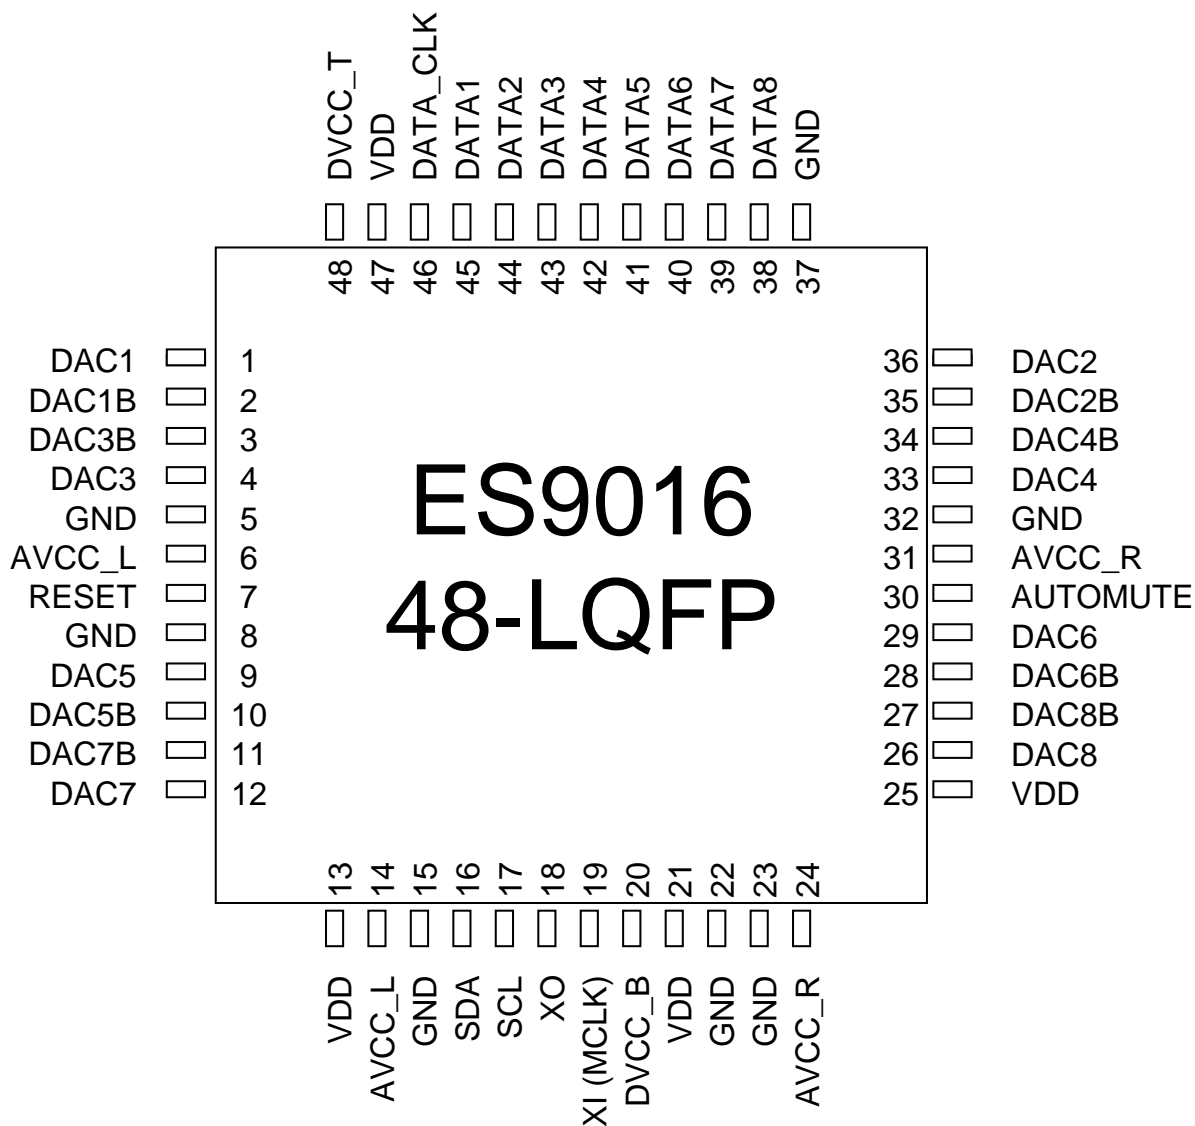 DVCC_T
VDD
DATA_CLK
DATA1
DATA2
DATA3
DATA4
DATA5
DATA6
DATA7
DATA8
GND
48
47
46
45
44
43
42
41
40
39
38
37
DAC1 1
DAC1B 2
DAC3B 3
DAC3 4
GND 5
AVCC_L 6
RESET 7
GND 8
DAC5 9
DAC5B 10
DAC7B 11
DAC7 12
ES9016
48-LQFP
36 DAC2
35 DAC2B
34 DAC4B
33 DAC4
32 GND
31 AVCC_R
30 AUTOMUTE
29 DAC6
28 DAC6B
27 DAC8B
26 DAC8
25 VDD
13
14
15
16
17
18
19
20
21
22
23
24
VDD
AVCC_L
GND
SDA
SCL
XO
XI (MCLK)
DVCC_B
VDD
GND
GND
AVCC_R